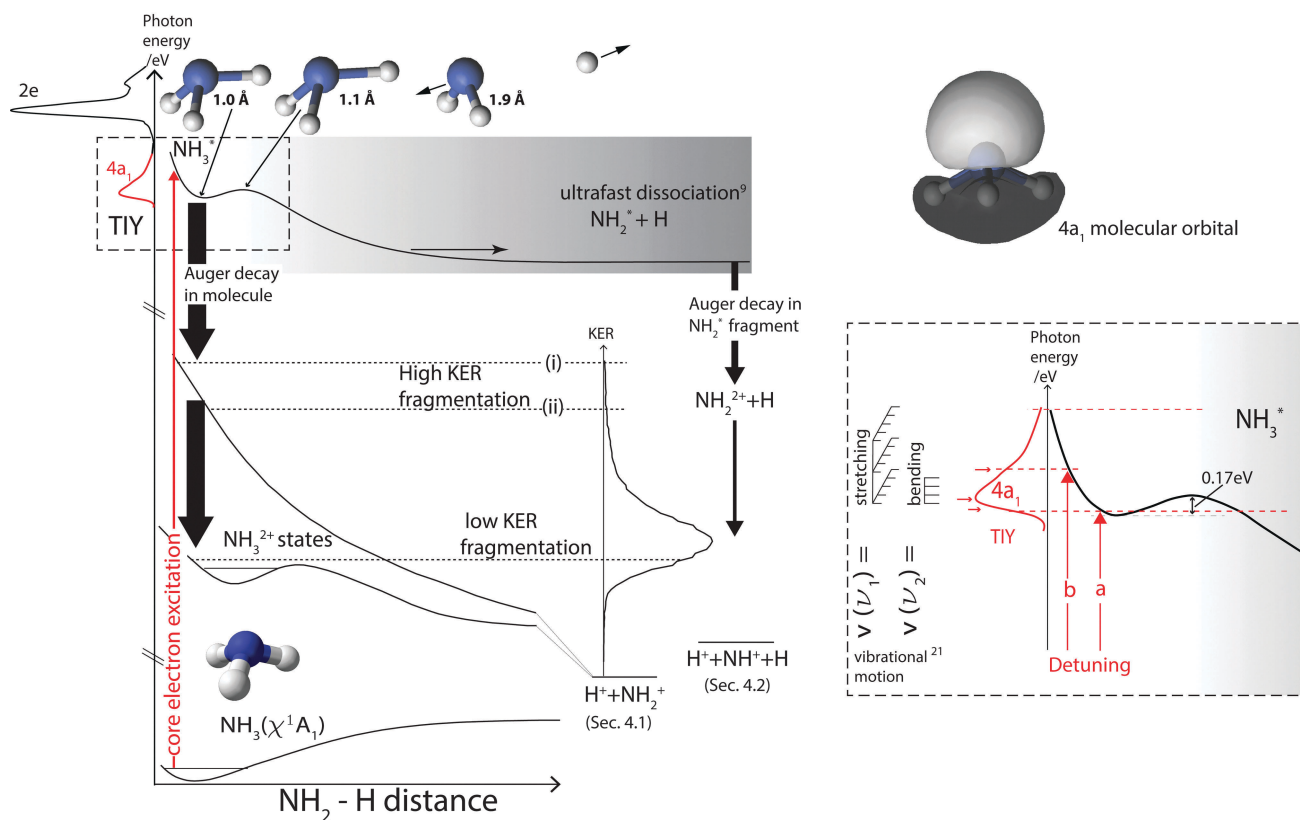 Photon
energy
/eV
2e
1.0 Å
1.1 Å
1.9 Å
NH₃*
4a₁
TIY
ultrafast dissociation⁹
NH₂* + H
Auger decay
in molecule
Auger decay in
NH₂* fragment
KER
(i)
High KER
fragmentation
(ii)
NH₂²⁺+H
low KER
fragmentation
NH₃²⁺ states
core electron excitation
H⁺+NH₂⁺
(Sec. 4.1)
H⁺+NH⁺+H
(Sec. 4.2)
NH₃(χ¹A₁)
NH₂ - H distance
4a₁ molecular orbital
Photon
energy
/eV
NH₃*
stretching
bending
4a₁
TIY
0.17eV
v (ν₁) =
v (ν₂) =
b
a
Detuning
vibrational ²¹
motion